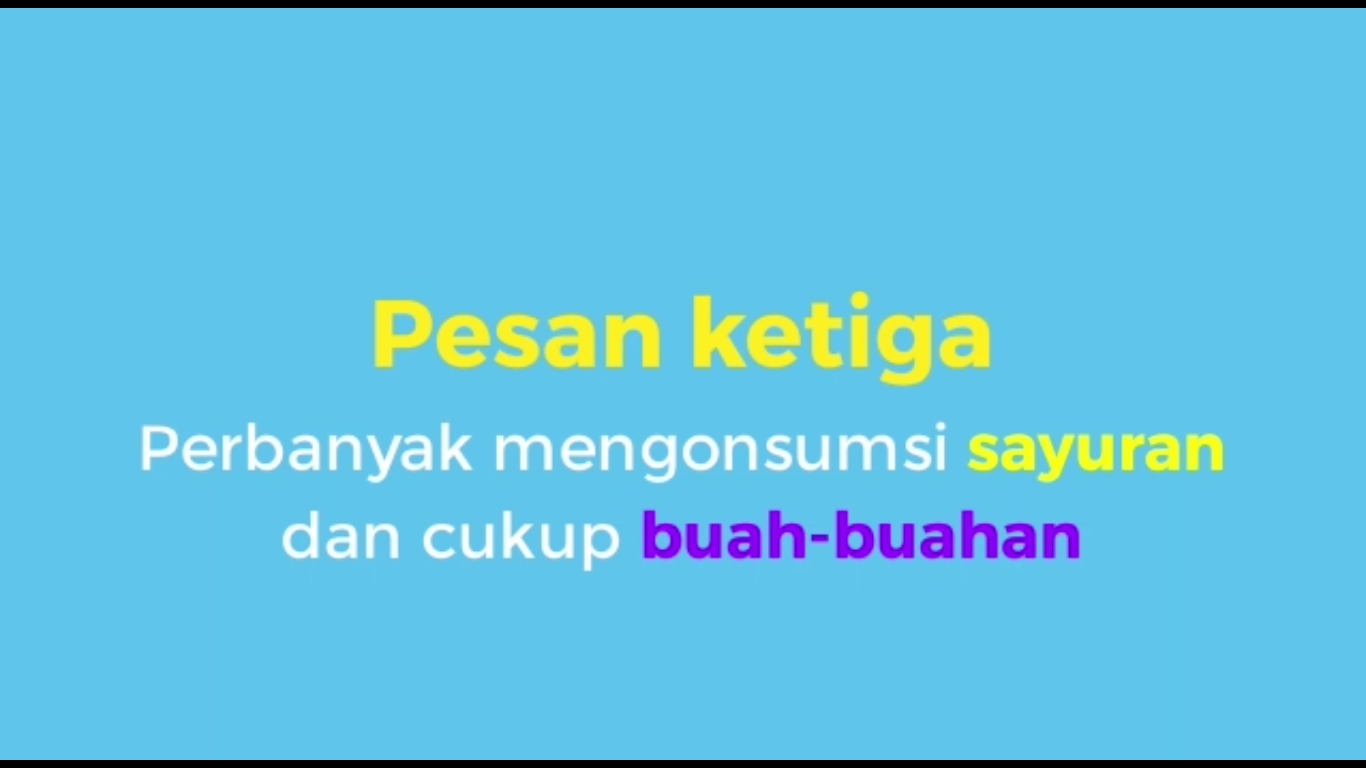 Pesan ketiga
Perbanyak mengonsumsi sayuran
dan cukup buah-buahan